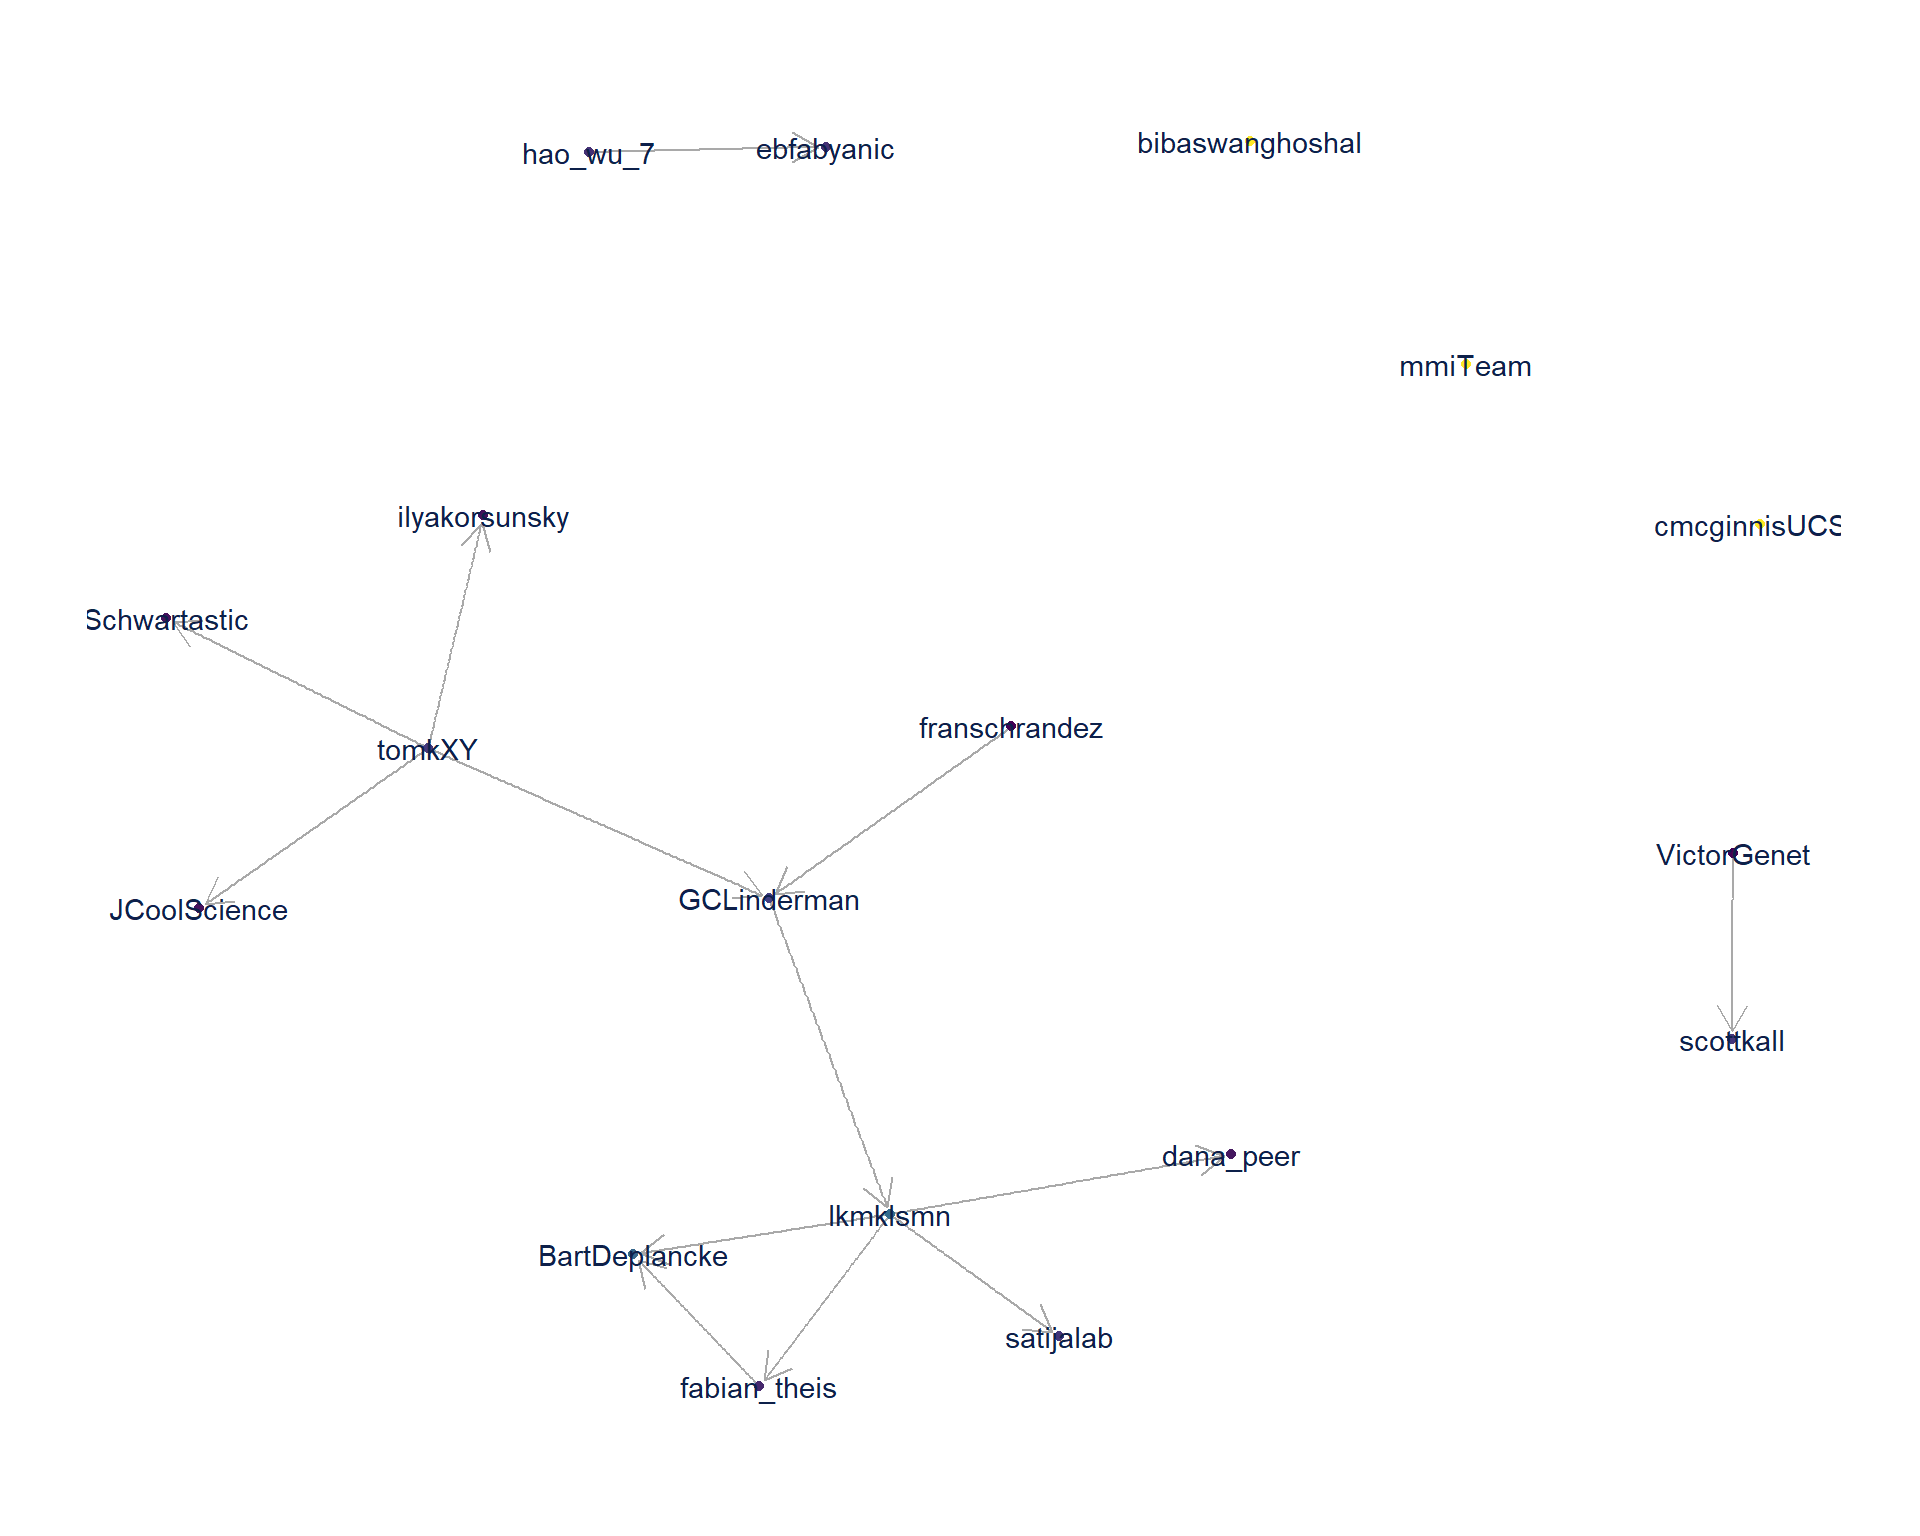 hao_wu_7
ebfabyanic
bibaswanghoshal
mmiTeam
ilyakorsunsky
cmcginnisUCS
Schwartastic
franschrandez
tomkXY
VictorGenet
GCLinderman
JCoolScience
scottkall
dana_peer
lkmklsmn
BartDeplancke
satijalab
fabian_theis